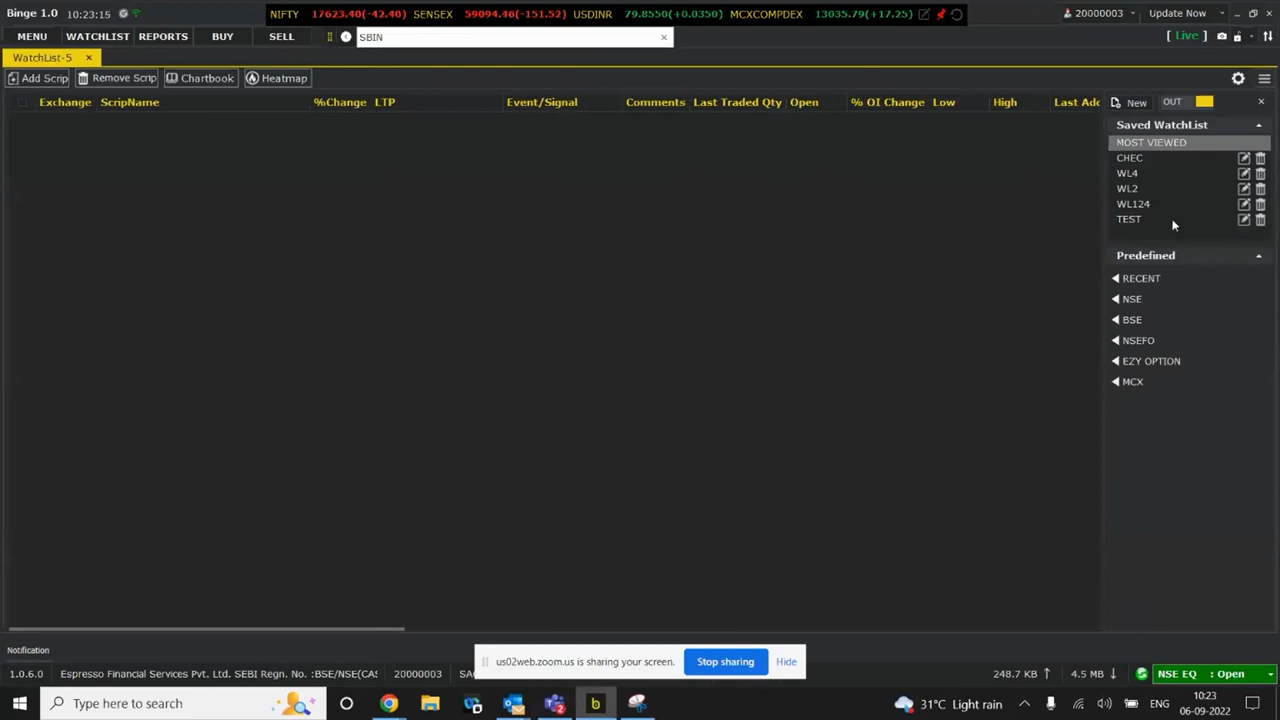 Binge 1.0
10:23:15
NIFTY 17623.40(-42.40) SENSEX 59094.46(-151.52) USDINR 79.8550(+0.0350) MCXCOMPDEX 13035.79(+17.25)
20000003
Update Now
MENU WATCHLIST REPORTS BUY SELL
SBIN
[ Live ]
WatchList-5
Add Scrip Remove Scrip Chartbook Heatmap
Exchange ScripName %Change LTP Event/Signal Comments Last Traded Qty Open % OI Change Low High Last Add
New OUT
Saved WatchList
MOST VIEWED
CHEC
WL4
WL2
WL124
TEST
Predefined
RECENT
NSE
BSE
NSEFO
EZY OPTION
MCX
Notification
us02web.zoom.us is sharing your screen. Stop sharing Hide
1.0.6.0 Espresso Financial Services Pvt. Ltd. SEBI Regn. No. :BSE/NSE(CAS 20000003 248.7 KB 4.5 MB NSE EQ : Open
Type here to search
31°C Light rain
ENG
10:23
06-09-2022